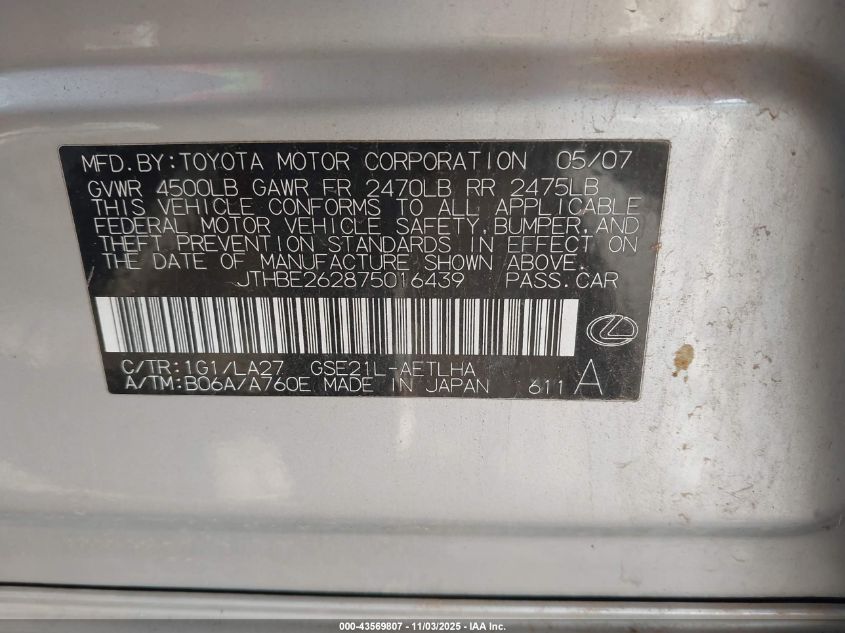 MFD. BY: TOYOTA MOTOR CORPORATION 05/07
GVWR 4500LB GAWR FR 2470LB RR 2475LB
THIS VEHICLE CONFORMS TO ALL APPLICABLE
FEDERAL MOTOR VEHICLE SAFETY, BUMPER, AND
THEFT PREVENTION STANDARDS IN EFFECT ON
THE DATE OF MANUFACTURE SHOWN ABOVE.
JTHBE262875016439 PASS. CAR
C/TR: 1G1/LA27 GSE21L-AETLHA
A/TM: B06A/A760E MADE IN JAPAN 611 A
000-43569807 - 11/03/2025 - IAA Inc.